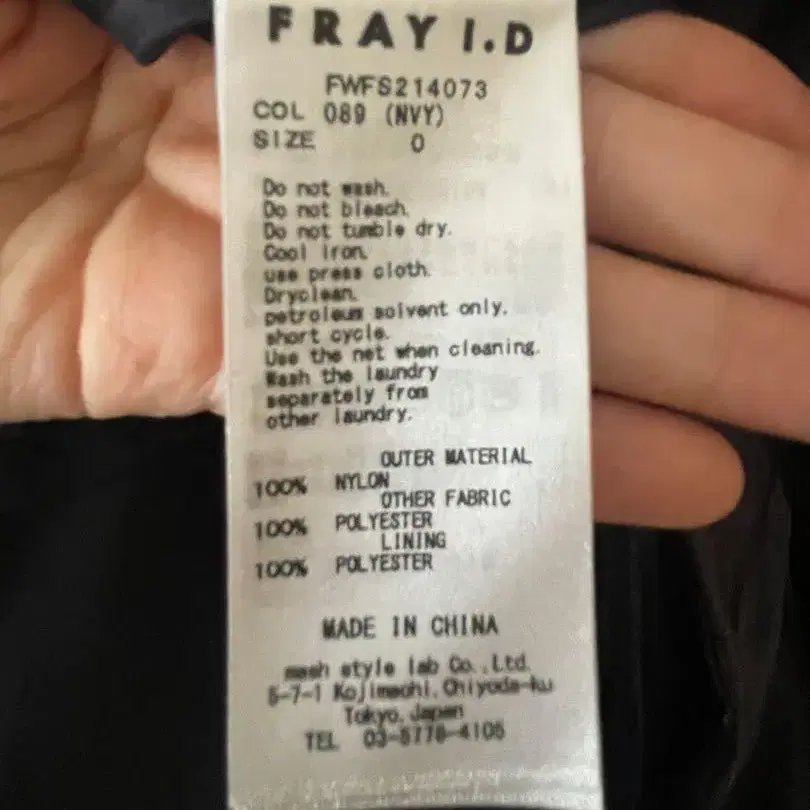 FRAY I.D
FWFS214073
COL 089 (NVY)
SIZE 0
Do not wash.
Do not bleach.
Do not tumble dry.
Cool iron.
use press cloth.
Dryclean.
petroleum solvent only.
short cycle.
Use the net when cleaning.
Wash the laundry
separately from
other laundry.
OUTER MATERIAL
100% NYLON
OTHER FABRIC
100% POLYESTER
LINING
100% POLYESTER
MADE IN CHINA
mash style lab Co.,Ltd.
5-7-1 Kojimachi, Chiyoda-ku
Tokyo, Japan
TEL 03-5778-4105